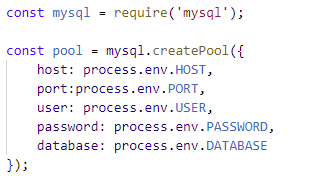 const mysql = require('mysql');
const pool = mysql.createPool({
host: process.env.HOST,
port:process.env.PORT,
user: process.env.USER,
password: process.env.PASSWORD,
database: process.env.DATABASE
});